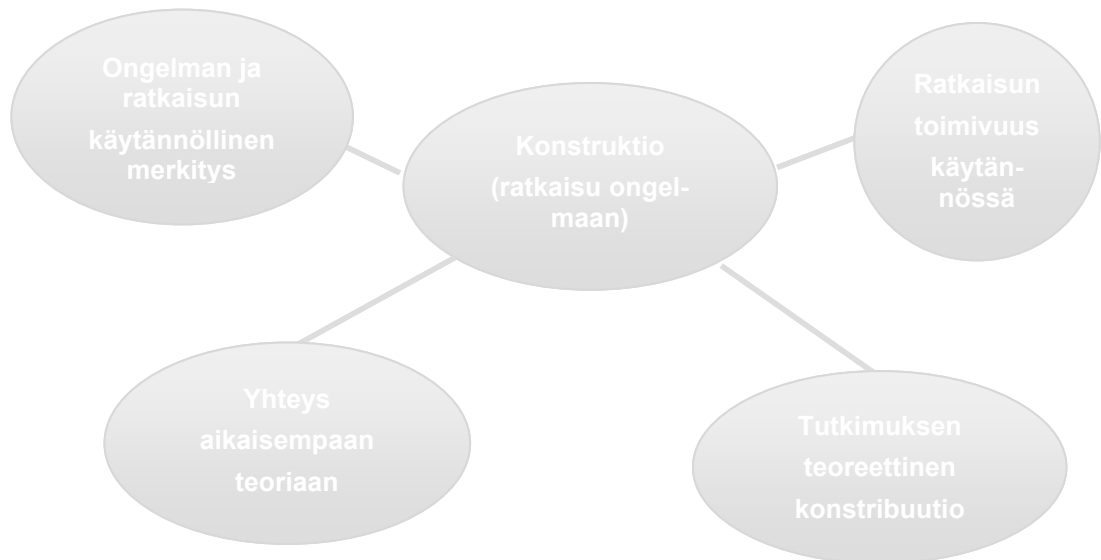 Ongelman ja
ratkaisun
käytännöllinen
merkitys
Konstruktio
(ratkaisu ongel-
maan)
Ratkaisun
toimivuus
käytän-
nössä
Yhteys
aikaisempaan
teoriaan
Tutkimuksen
teoreettinen
konstribuutio